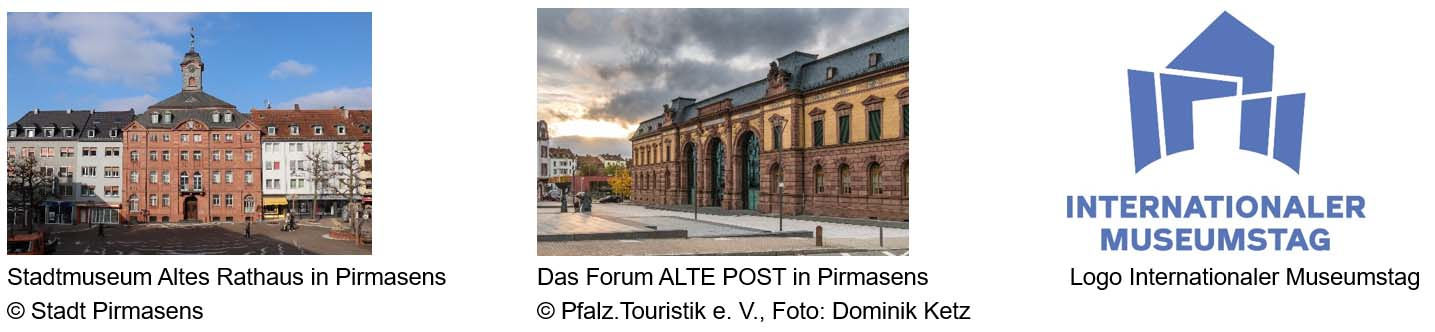 Stadtmuseum Altes Rathaus in Pirmasens
© Stadt Pirmasens
Das Forum ALTE POST in Pirmasens
© Pfalz.Touristik e. V., Foto: Dominik Ketz
INTERNATIONALER
MUSEUMSTAG
Logo Internationaler Museumstag